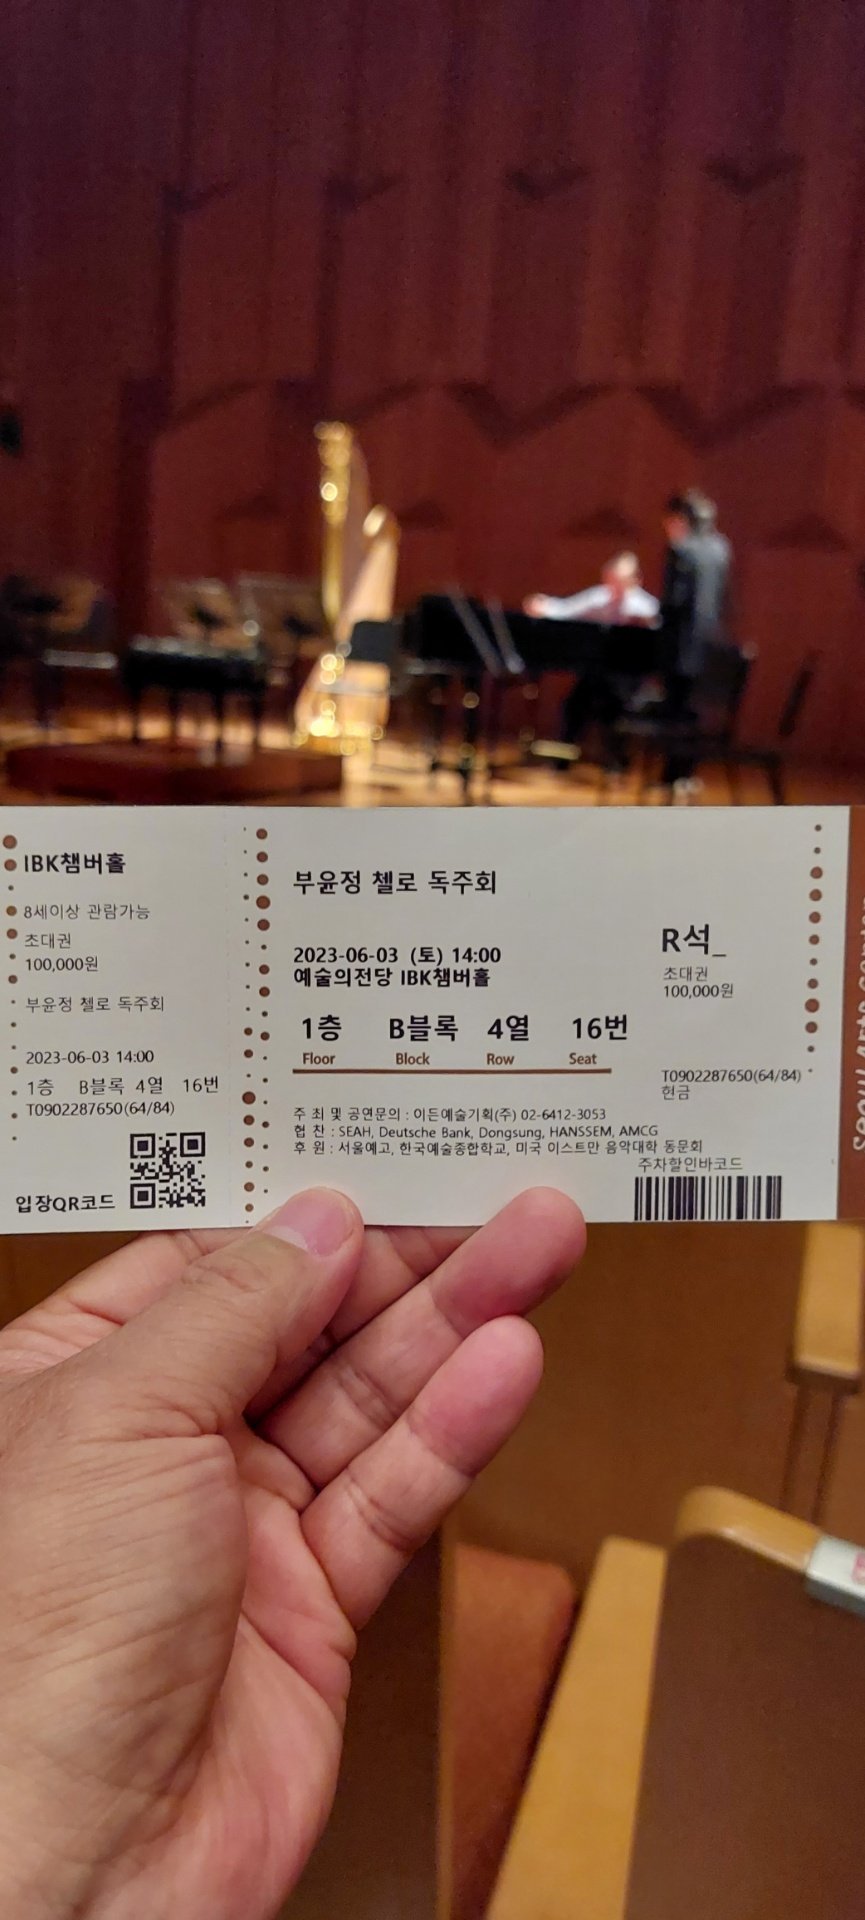 IBK챔버홀
8세이상 관람가능
초대권
100,000원
부윤정 첼로 독주회
2023-06-03 14:00
1층 B블록 4열 16번
T0902287650(64/84)
입장QR코드
부윤정 첼로 독주회
2023-06-03 (토) 14:00
예술의전당 IBK챔버홀
R석_
초대권
100,000원
1층 B블록 4열 16번
Floor Block Row Seat
T0902287650(64/84)
현금
주 최 및 공연문의 : 이든예술기획(주) 02-6412-3053
협 찬 : SEAH, Deutsche Bank, Dongsung, HANSSEM, AMCG
후 원 : 서울예고, 한국예술종합학교, 미국 이스트만 음악대학 동문회
주차할인바코드